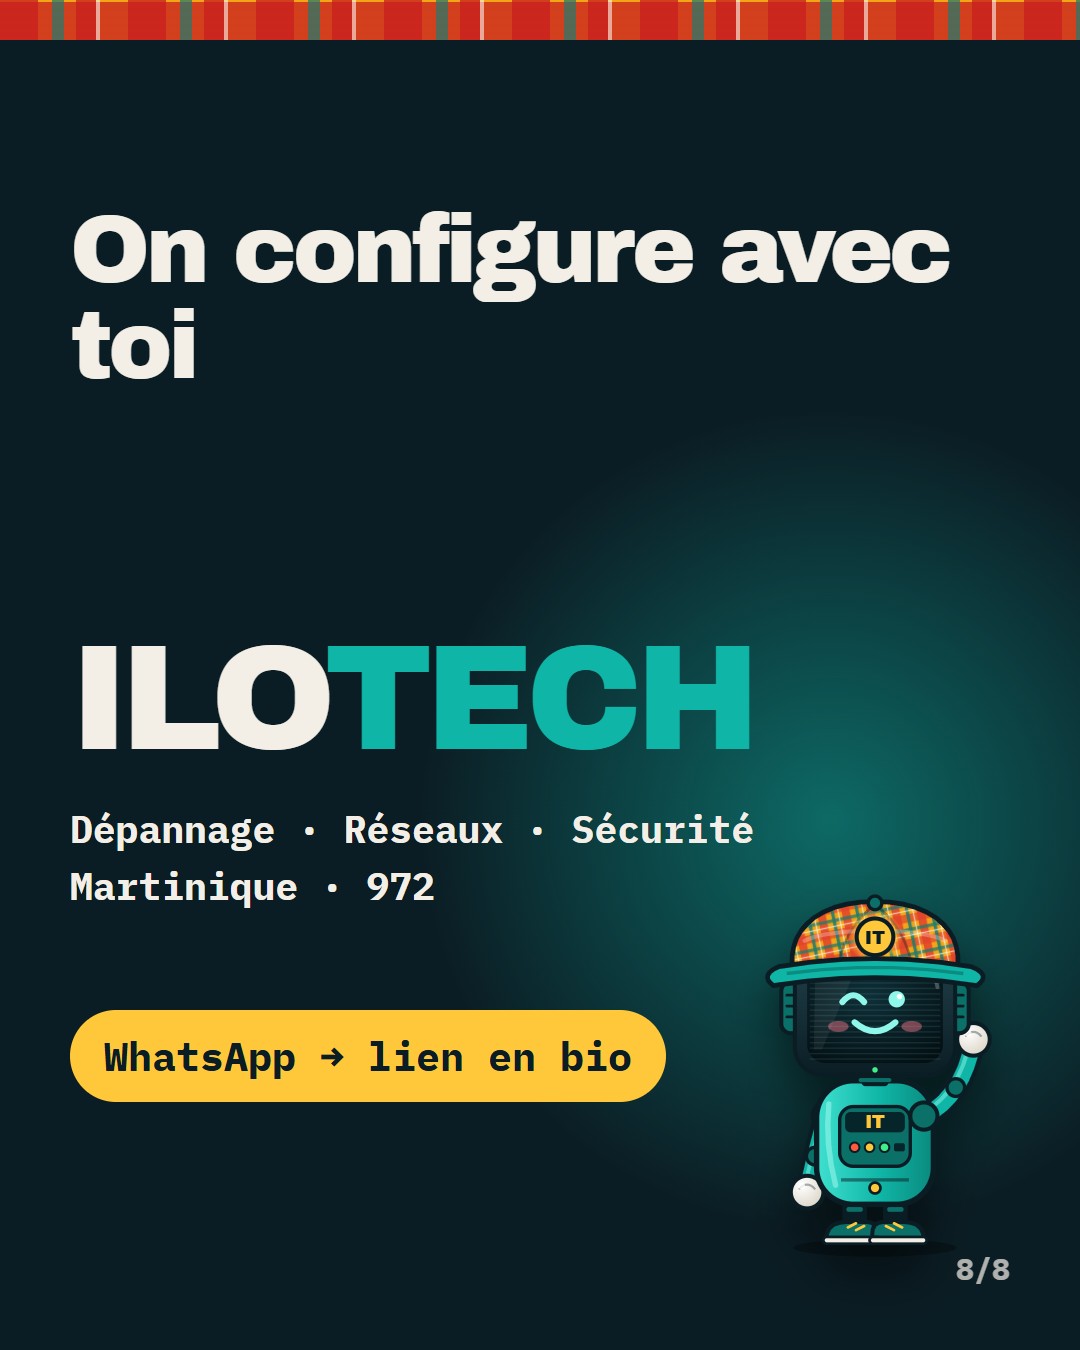 On configure avec
toi
ILOTECH
Dépannage · Réseaux · Sécurité
Martinique · 972
IT
WhatsApp → lien en bio
IT
8/8